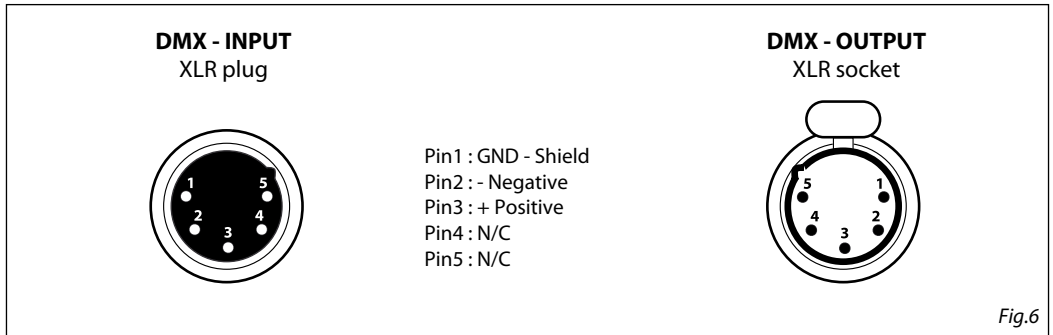 DMX - INPUT
XLR plug
1
5
2
4
3
Pin1 : GND - Shield
Pin2 : - Negative
Pin3 : + Positive
Pin4 : N/C
Pin5 : N/C
DMX - OUTPUT
XLR socket
5
1
4
2
3
Fig.6